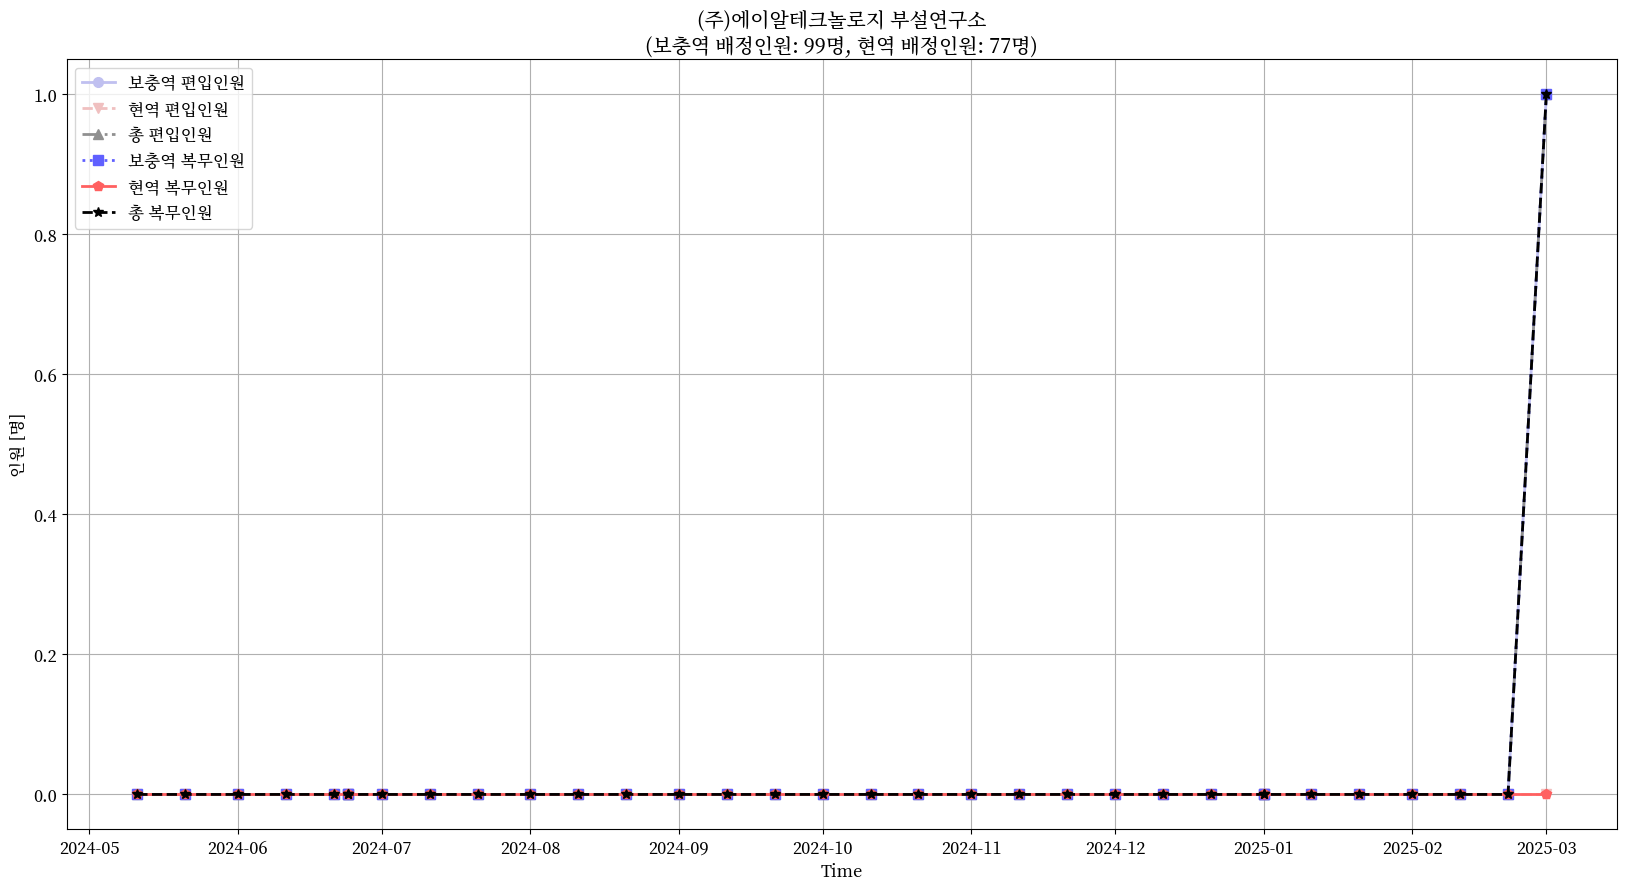 (주)에이알테크놀로지 부설연구소
(보충역 배정인원: 99명, 현역 배정인원: 77명)
보충역 편입인원
현역 편입인원
총 편입인원
보충역 복무인원
현역 복무인원
총 복무인원
1.0
0.8
0.6
0.4
0.2
0.0
인원 [명]
2024-05 2024-06 2024-07 2024-08 2024-09 2024-10 2024-11 2024-12 2025-01 2025-02 2025-03
Time